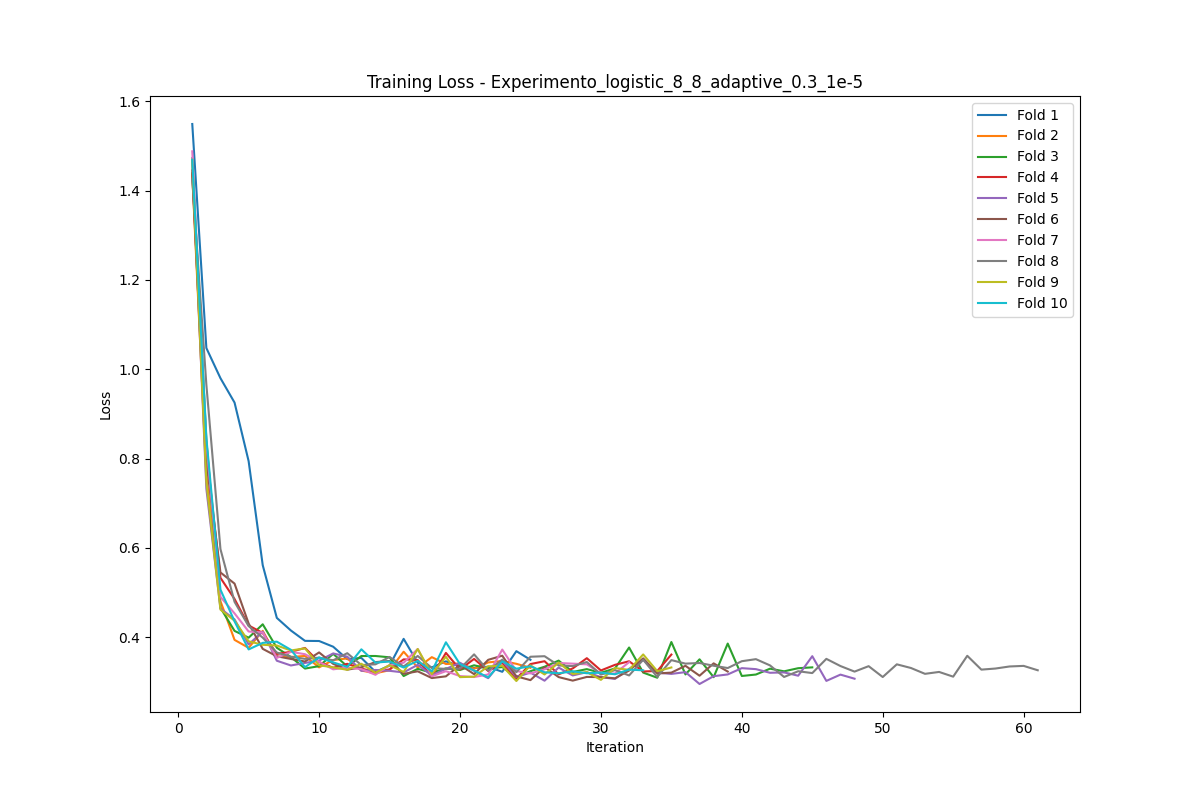 Training Loss - Experimento_logistic_8_8_adaptive_0.3_1e-5
1.6
1.4
1.2
1.0
0.8
0.6
0.4
Loss
Fold 1
Fold 2
Fold 3
Fold 4
Fold 5
Fold 6
Fold 7
Fold 8
Fold 9
Fold 10
0 10 20 30 40 50 60
Iteration